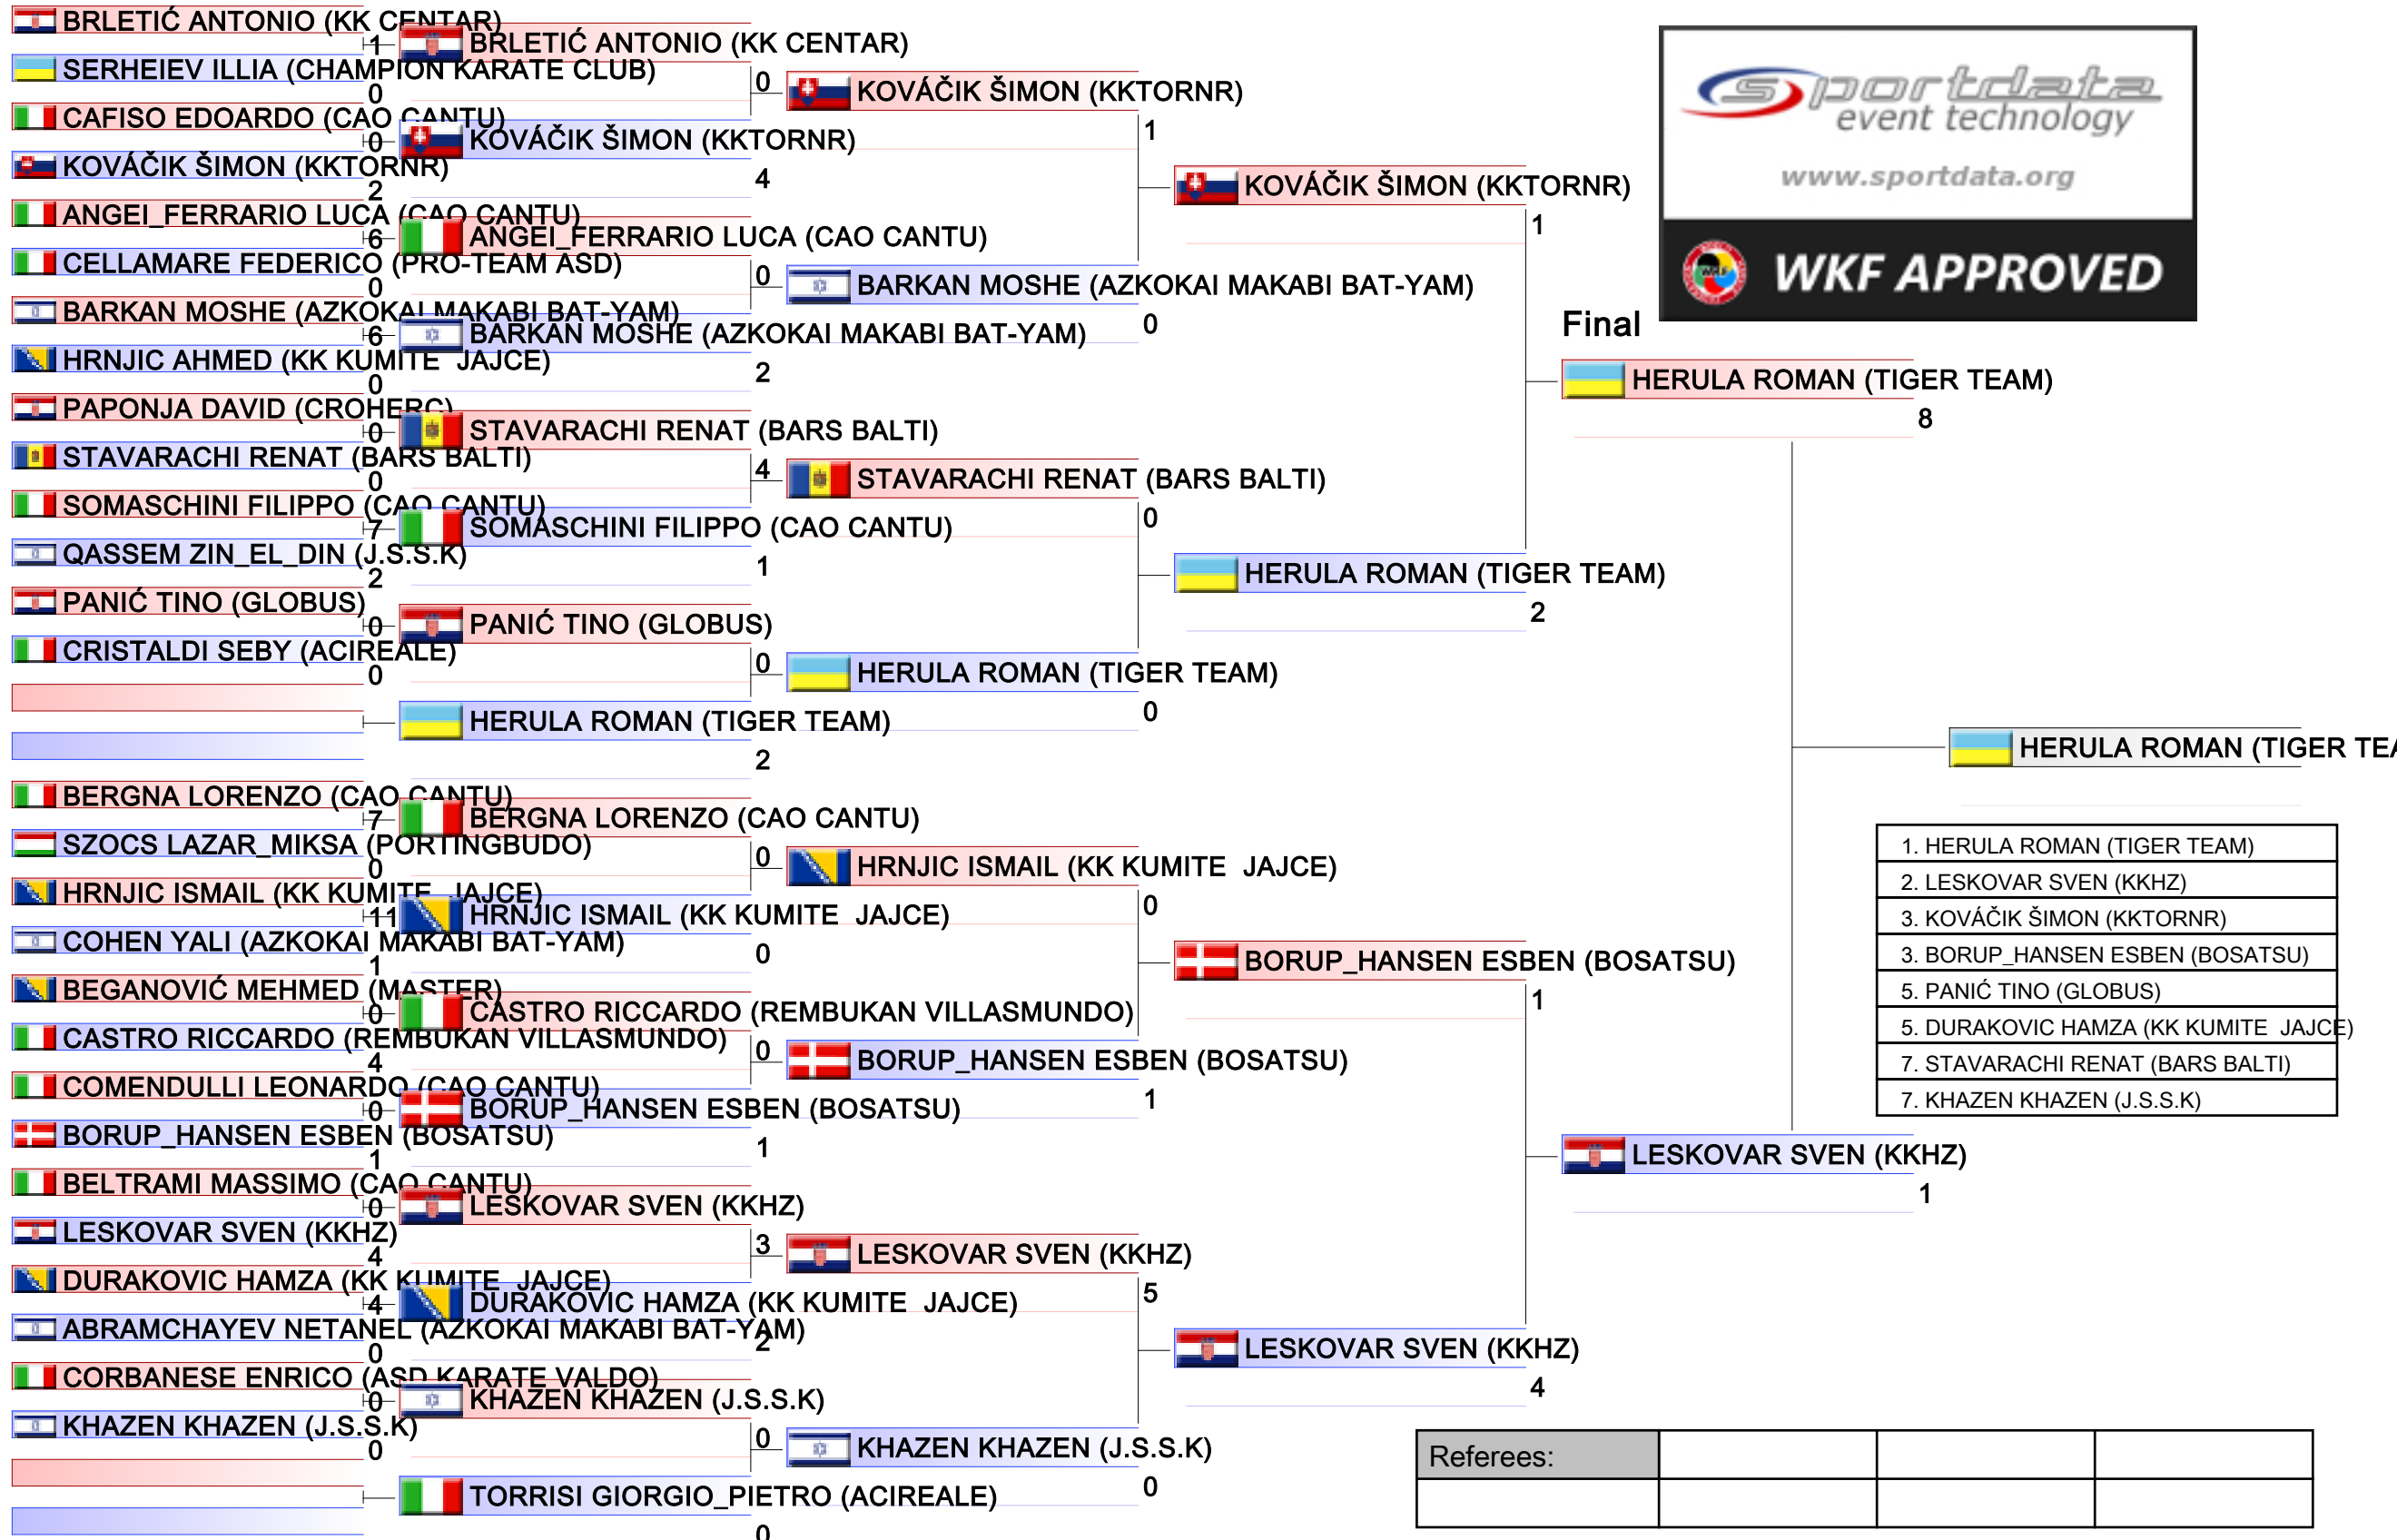 BRLETIĆ ANTONIO (KK CENTAR)
1
SERHEIEV ILLIA (CHAMPION KARATE CLUB)
0
CAFISO EDOARDO (CAO CANTU)
0
KOVÁČIK ŠIMON (KKTORNR)
2
ANGEI_FERRARIO LUCA (CAO CANTU)
6
CELLAMARE FEDERICO (PRO-TEAM ASD)
0
BARKAN MOSHE (AZKOKAI MAKABI BAT-YAM)
6
HRNJIC AHMED (KK KUMITE  JAJCE)
0
PAPONJA DAVID (CROHERC)
0
STAVARACHI RENAT (BARS BALTI)
0
SOMASCHINI FILIPPO (CAO CANTU)
7
QASSEM ZIN_EL_DIN (J.S.S.K)
2
PANIĆ TINO (GLOBUS)
0
CRISTALDI SEBY (ACIREALE)
0
BERGNA LORENZO (CAO CANTU)
7
SZOCS LAZAR_MIKSA (PORTINGBUDO)
0
HRNJIC ISMAIL (KK KUMITE  JAJCE)
11
COHEN YALI (AZKOKAI MAKABI BAT-YAM)
1
BEGANOVIĆ MEHMED (MASTER)
0
CASTRO RICCARDO (REMBUKAN VILLASMUNDO)
4
COMENDULLI LEONARDO (CAO CANTU)
0
BORUP_HANSEN ESBEN (BOSATSU)
1
BELTRAMI MASSIMO (CAO CANTU)
0
LESKOVAR SVEN (KKHZ)
4
DURAKOVIC HAMZA (KK KUMITE  JAJCE)
4
ABRAMCHAYEV NETANEL (AZKOKAI MAKABI BAT-YAM)
0
CORBANESE ENRICO (ASD KARATE VALDO)
0
KHAZEN KHAZEN (J.S.S.K)
0
BRLETIĆ ANTONIO (KK CENTAR)
0
KOVÁČIK ŠIMON (KKTORNR)
4
ANGEI_FERRARIO LUCA (CAO CANTU)
0
BARKAN MOSHE (AZKOKAI MAKABI BAT-YAM)
2
STAVARACHI RENAT (BARS BALTI)
4
SOMASCHINI FILIPPO (CAO CANTU)
1
PANIĆ TINO (GLOBUS)
0
HERULA ROMAN (TIGER TEAM)
2
BERGNA LORENZO (CAO CANTU)
0
HRNJIC ISMAIL (KK KUMITE  JAJCE)
0
CASTRO RICCARDO (REMBUKAN VILLASMUNDO)
0
BORUP_HANSEN ESBEN (BOSATSU)
1
LESKOVAR SVEN (KKHZ)
3
DURAKOVIC HAMZA (KK KUMITE  JAJCE)
2
KHAZEN KHAZEN (J.S.S.K)
0
TORRISI GIORGIO_PIETRO (ACIREALE)
0
KOVÁČIK ŠIMON (KKTORNR)
1
BARKAN MOSHE (AZKOKAI MAKABI BAT-YAM)
0
STAVARACHI RENAT (BARS BALTI)
0
HERULA ROMAN (TIGER TEAM)
0
HRNJIC ISMAIL (KK KUMITE  JAJCE)
0
BORUP_HANSEN ESBEN (BOSATSU)
1
LESKOVAR SVEN (KKHZ)
5
KHAZEN KHAZEN (J.S.S.K)
0
KOVÁČIK ŠIMON (KKTORNR)
1
HERULA ROMAN (TIGER TEAM)
2
BORUP_HANSEN ESBEN (BOSATSU)
1
LESKOVAR SVEN (KKHZ)
4
sportdata
event technology
www.sportdata.org
WKF
WKF APPROVED
Final
HERULA ROMAN (TIGER TEAM)
8
LESKOVAR SVEN (KKHZ)
1
HERULA ROMAN (TIGER TEA
1. HERULA ROMAN (TIGER TEAM)
2. LESKOVAR SVEN (KKHZ)
3. KOVÁČIK ŠIMON (KKTORNR)
3. BORUP_HANSEN ESBEN (BOSATSU)
5. PANIĆ TINO (GLOBUS)
5. DURAKOVIC HAMZA (KK KUMITE  JAJCE)
7. STAVARACHI RENAT (BARS BALTI)
7. KHAZEN KHAZEN (J.S.S.K)
Referees: